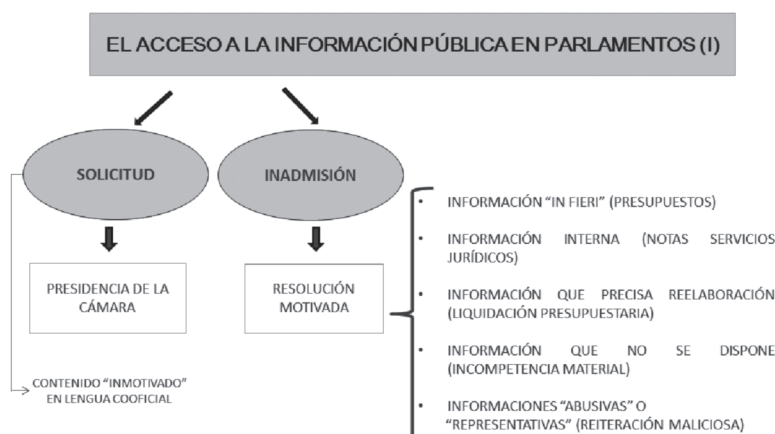 EL ACCESO A LA INFORMACIÓN PÚBLICA EN PARLAMENTOS (I)
SOLICITUD
INADMISIÓN
PRESIDENCIA DE LA
CÁMARA
RESOLUCIÓN
MOTIVADA
CONTENIDO "INMOTIVADO"
EN LENGUA COOFICIAL
• INFORMACIÓN "IN FIERI" (PRESUPUESTOS)
• INFORMACIÓN INTERNA (NOTAS SERVICIOS
JURÍDICOS)
• INFORMACIÓN QUE PRECISA REELABORACIÓN
(LIQUIDACIÓN PRESUPUESTARIA)
• INFORMACIÓN QUE NO SE DISPONE
(INCOMPETENCIA MATERIAL)
• INFORMACIONES "ABUSIVAS" O
"REPRESENTATIVAS" (REITERACIÓN MALICIOSA)